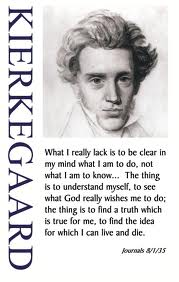 KIERKEGAARD
What I really lack is to be clear in
my mind what I am to do, not
what I am to know... The thing
is to understand myself, to see
what God really wishes me to do;
the thing is to find a truth which
is true for me, to find the idea
for which I can live and die.
Journals 8/1/35